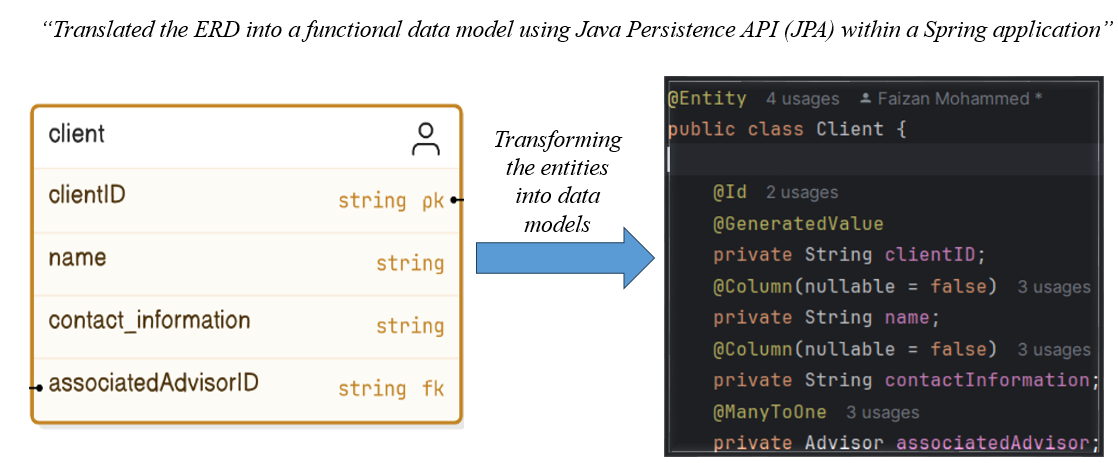 “Translated the ERD into a functional data model using Java Persistence API (JPA) within a Spring application”
client
clientID string pk
name string
contact_information string
associatedAdvisorID string fk
Transforming
the entities
into data
models
@Entity 4 usages Faizan Mohammed *
public class Client {
@Id 2 usages
@GeneratedValue
private String clientID;
@Column(nullable = false) 3 usages
private String name;
@Column(nullable = false) 3 usages
private String contactInformation;
@ManyToOne 3 usages
private Advisor associatedAdvisor;